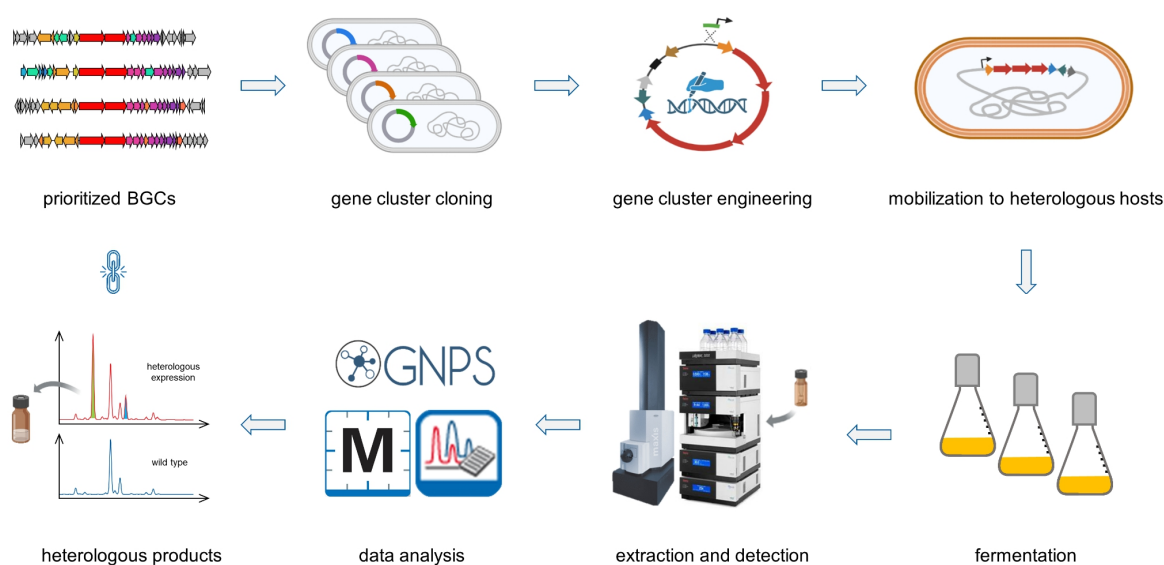 prioritized BGCs
gene cluster cloning
gene cluster engineering
mobilization to heterologous hosts
heterologous
expression
wild type
GNPS
M
heterologous products
data analysis
extraction and detection
fermentation